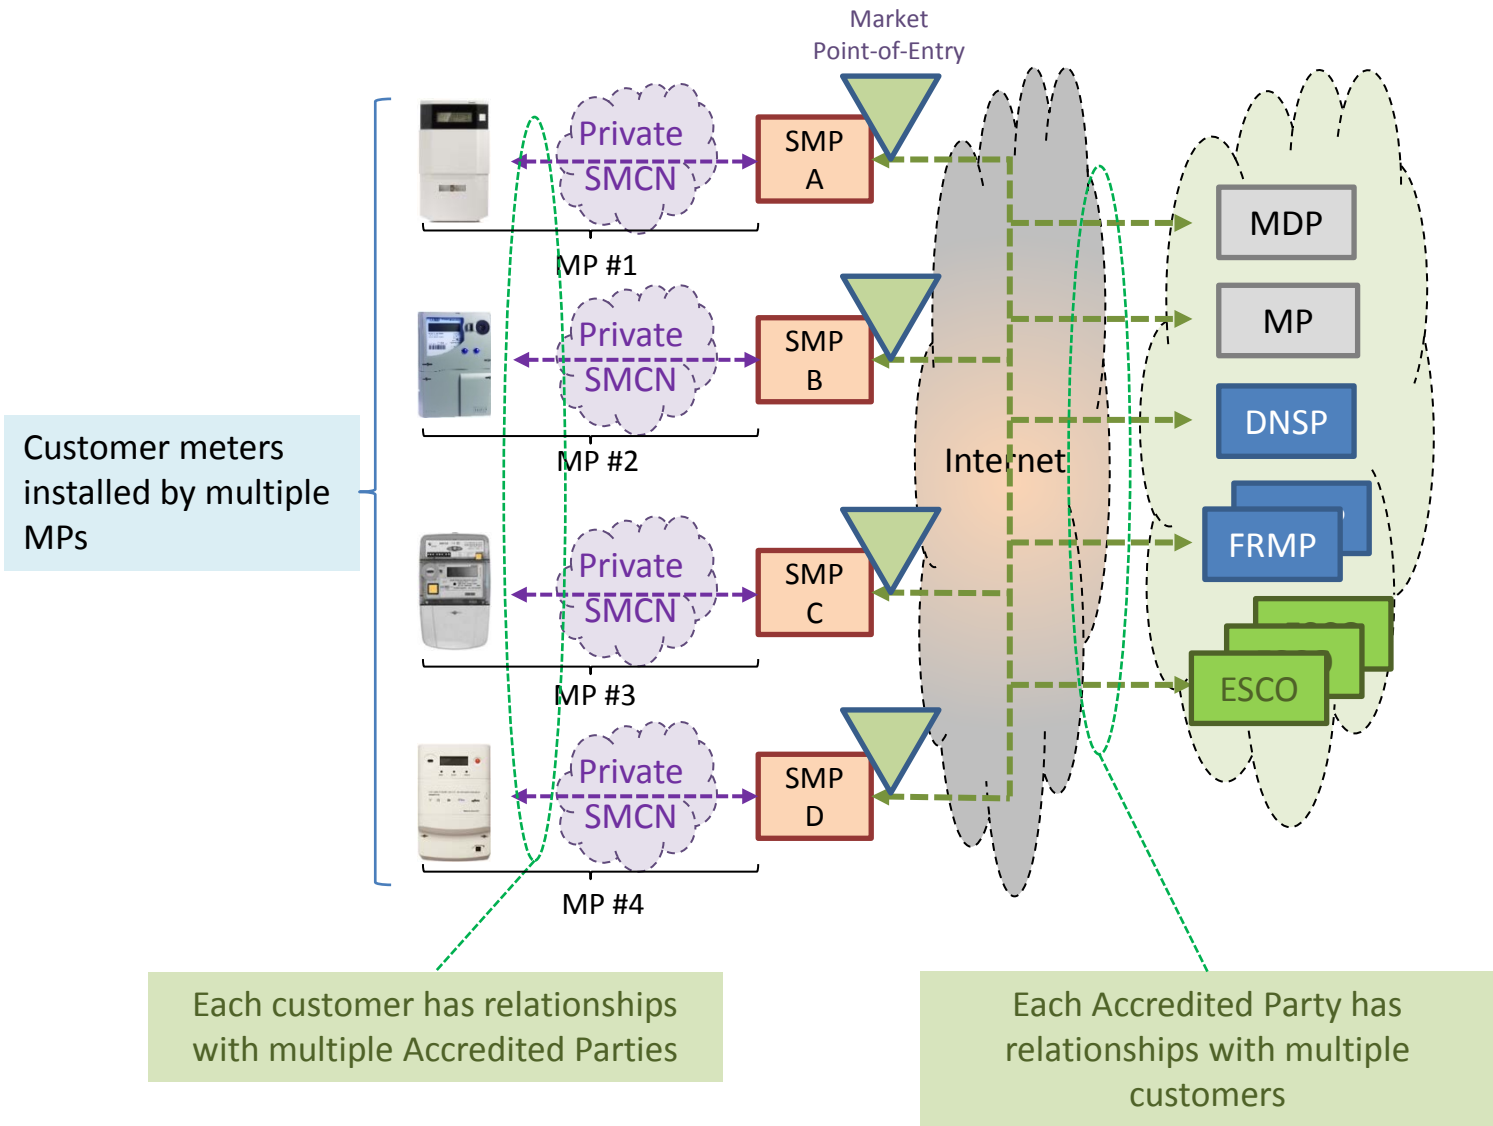 Market
Point-of-Entry
Private
SMCN
SMP
A
MP #1
MDP
Private
SMCN
SMP
B
MP #2
MP
DNSP
Customer meters
installed by multiple
MPs
Internet
Private
SMCN
SMP
C
MP #3
FRMP
Private
SMCN
SMP
D
MP #4
ESCO
Each customer has relationships
with multiple Accredited Parties
Each Accredited Party has
relationships with multiple
customers